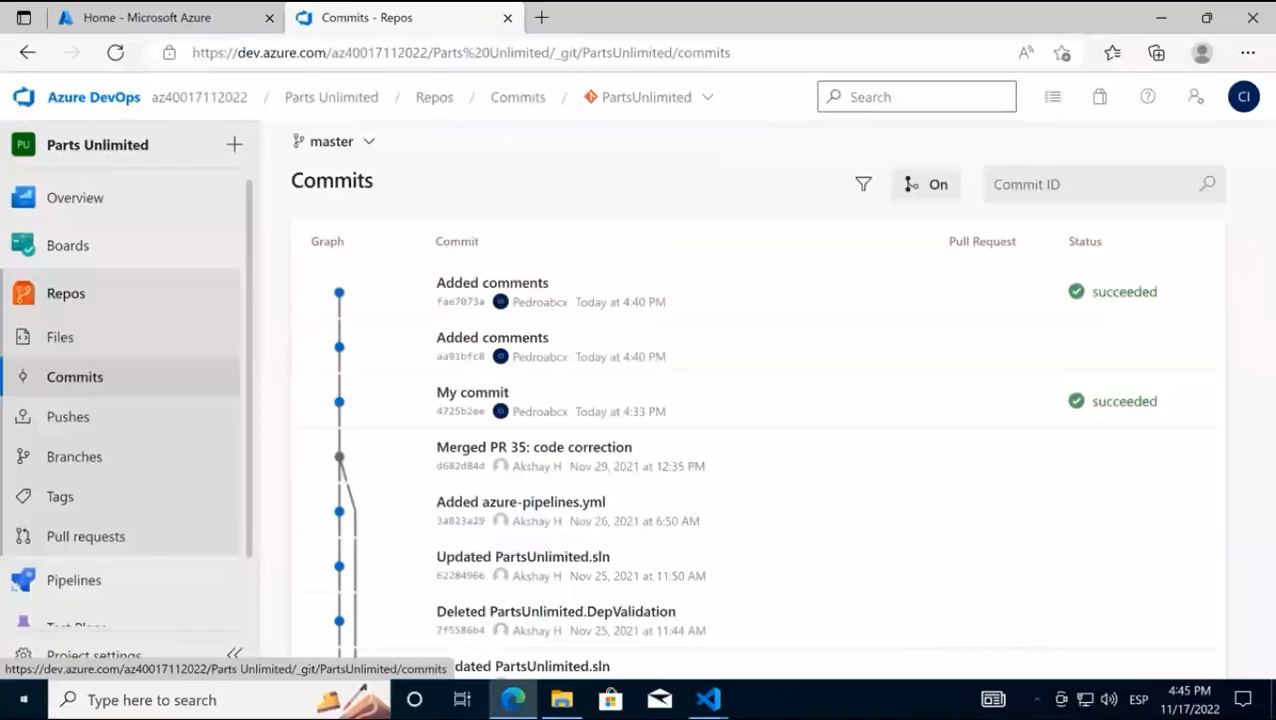 Home - Microsoft Azure
Commits - Repos
https://dev.azure.com/az40017112022/Parts%20Unlimited/_git/PartsUnlimited/commits
Azure DevOps az40017112022 / Parts Unlimited / Repos / Commits / PartsUnlimited
Search
CI
PU Parts Unlimited
Overview
Boards
Repos
Files
Commits
Pushes
Branches
Tags
Pull requests
Pipelines
Project settings
https://dev.azure.com/az40017112022/Parts Unlimited/_git/PartsUnlimited/commits
master
Commits
On
Commit ID
Graph Commit Pull Request Status
Added comments
fae7073a Pedroabcx Today at 4:40 PM
succeeded
Added comments
aa91bfc8 Pedroabcx Today at 4:40 PM
My commit
4725b2ee Pedroabcx Today at 4:33 PM
succeeded
Merged PR 35: code correction
d682d84d Akshay H Nov 29, 2021 at 12:35 PM
Added azure-pipelines.yml
3a823a29 Akshay H Nov 26, 2021 at 6:50 AM
Updated PartsUnlimited.sln
62284966 Akshay H Nov 25, 2021 at 11:50 AM
Deleted PartsUnlimited.DepValidation
7f5586b4 Akshay H Nov 25, 2021 at 11:44 AM
dated PartsUnlimited.sln
Type here to search
ESP
4:45 PM
11/17/2022